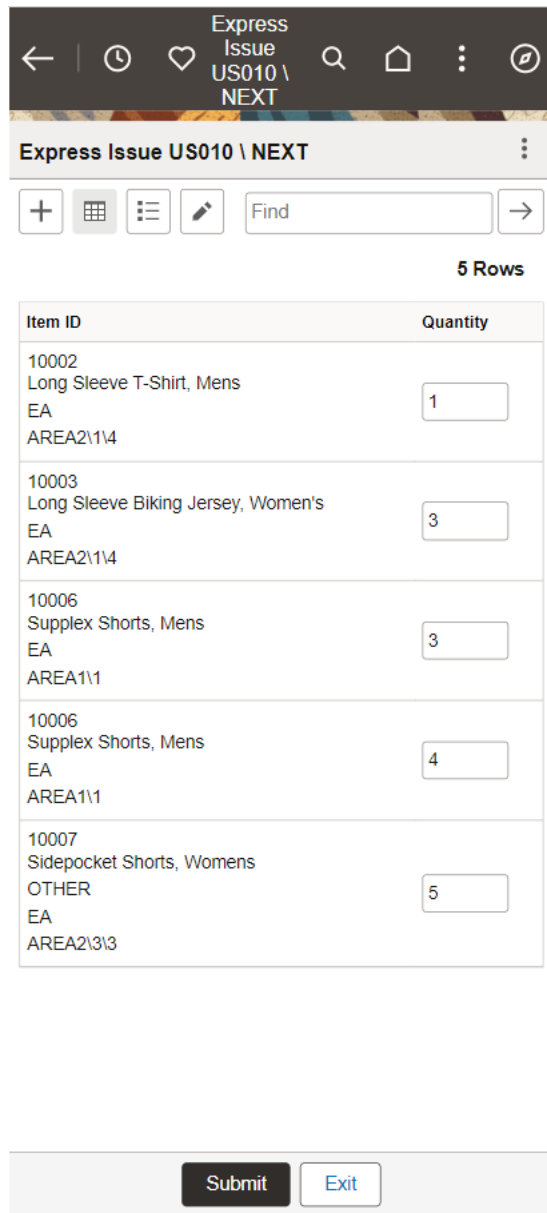 Express
Issue
US010 \
NEXT
Express Issue US010 \ NEXT
Find
5 Rows
Item ID Quantity
10002
Long Sleeve T-Shirt, Mens
EA
AREA2\1\4
1
10003
Long Sleeve Biking Jersey, Women's
EA
AREA2\1\4
3
10006
Supplex Shorts, Mens
EA
AREA1\1
3
10006
Supplex Shorts, Mens
EA
AREA1\1
4
10007
Sidepocket Shorts, Womens
OTHER
EA
AREA2\3\3
5
Submit Exit